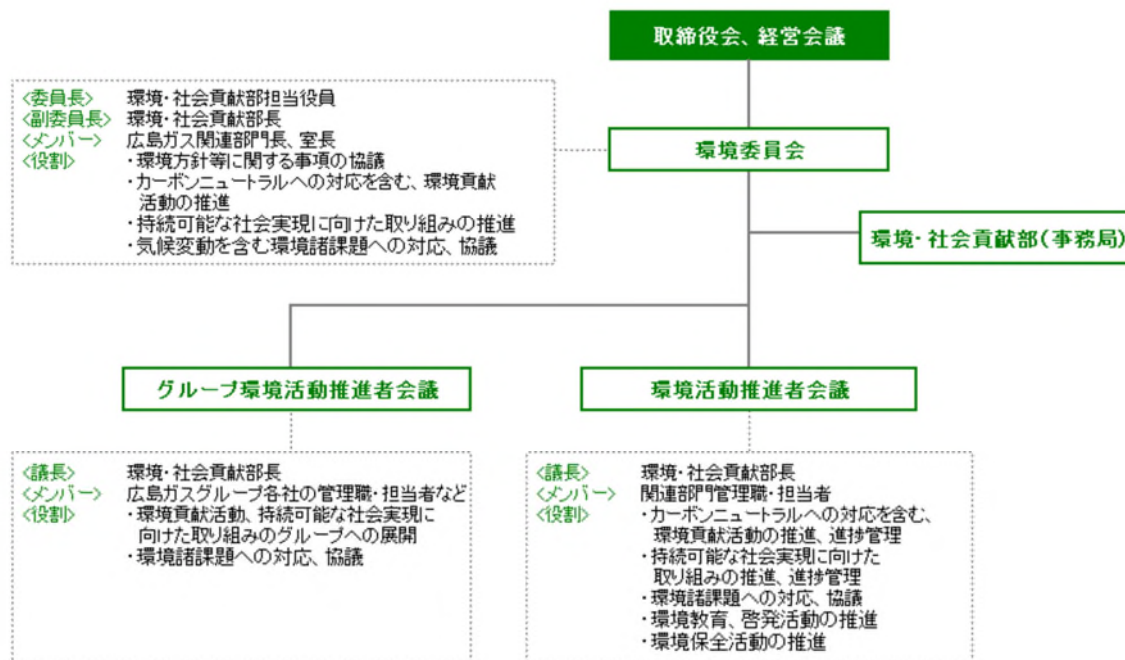 取締役会、経営会議
<委員長> 環境・社会貢献部担当役員
<副委員長> 環境・社会貢献部長
<メンバー> 広島ガス関連部門長、室長
<役割> ・環境方針等に関する事項の協議
・カーボンニュートラルへの対応を含む、環境貢献
活動の推進
・持続可能な社会実現に向けた取り組みの推進
・気候変動を含む環境諸課題への対応、協議
環境委員会
環境・社会貢献部(事務局)
グループ環境活動推進者会議
<議長> 環境・社会貢献部長
<メンバー> 広島ガスグループ各社の管理職・担当者など
<役割> ・環境貢献活動、持続可能な社会実現に
向けた取り組みのグループへの展開
・環境諸課題への対応、協議
環境活動推進者会議
<議長> 環境・社会貢献部長
<メンバー> 関連部門管理職・担当者
<役割> ・カーボンニュートラルへの対応を含む、
環境貢献活動の推進、進捗管理
・持続可能な社会実現に向けた
取り組みの推進、進捗管理
・環境諸課題への対応、協議
・環境教育、啓発活動の推進
・環境保全活動の推進